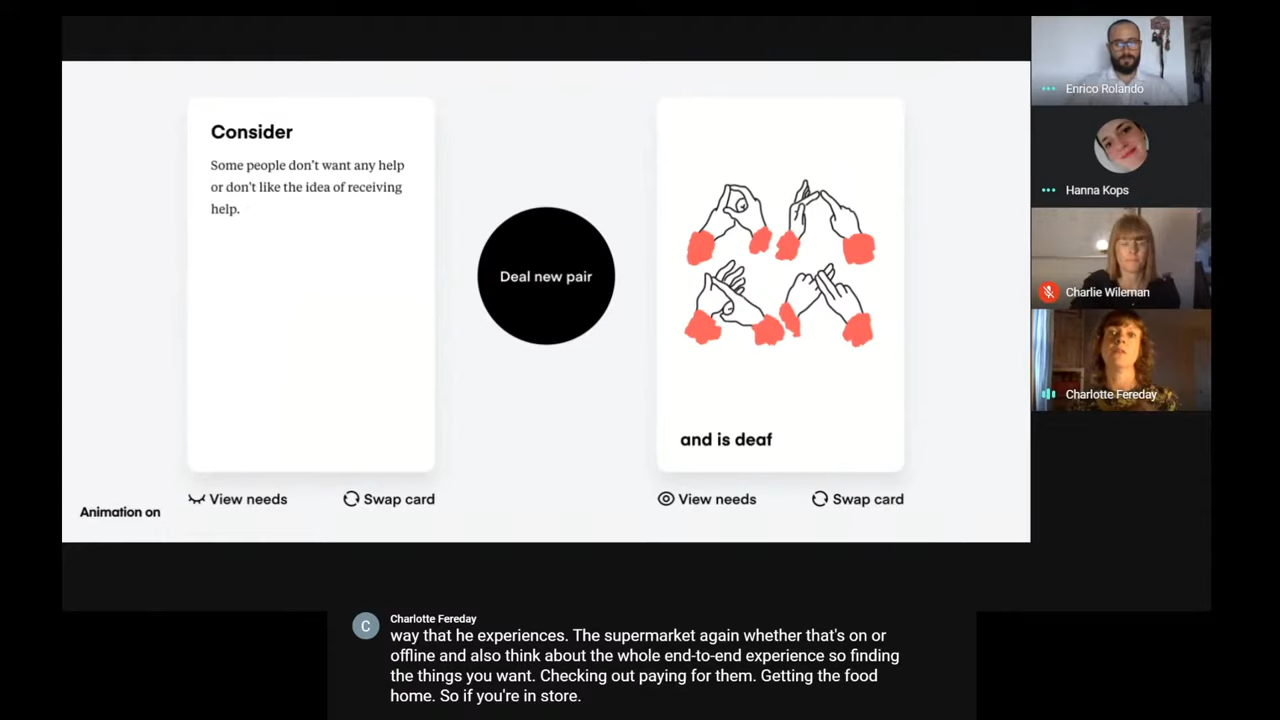 Consider
Some people don't want any help
or don't like the idea of receiving
help.
View needs
Swap card
Animation on
Deal new pair
and is deaf
View needs
Swap card
Enrico Rolando
Hanna Kops
Charlie Wileman
Charlotte Fereday
C
Charlotte Fereday
way that he experiences. The supermarket again whether that's on or
offline and also think about the whole end-to-end experience so finding
the things you want. Checking out paying for them. Getting the food
home. So if you're in store.